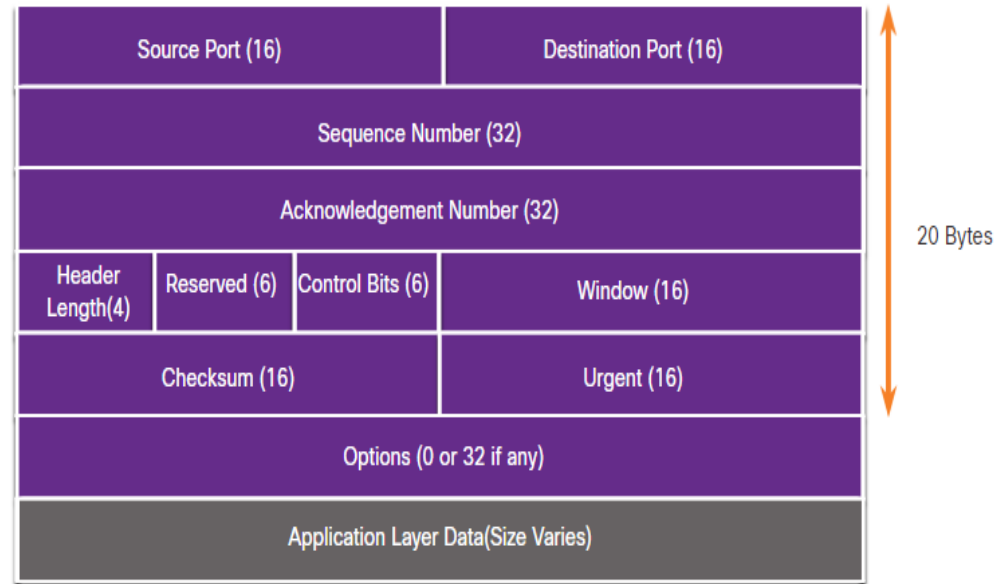 Source Port (16)
Destination Port (16)
Sequence Number (32)
Acknowledgement Number (32)
20 Bytes
Header
Length(4)
Reserved (6)
Control Bits (6)
Window (16)
Checksum (16)
Urgent (16)
Options (0 or 32 if any)
Application Layer Data(Size Varies)